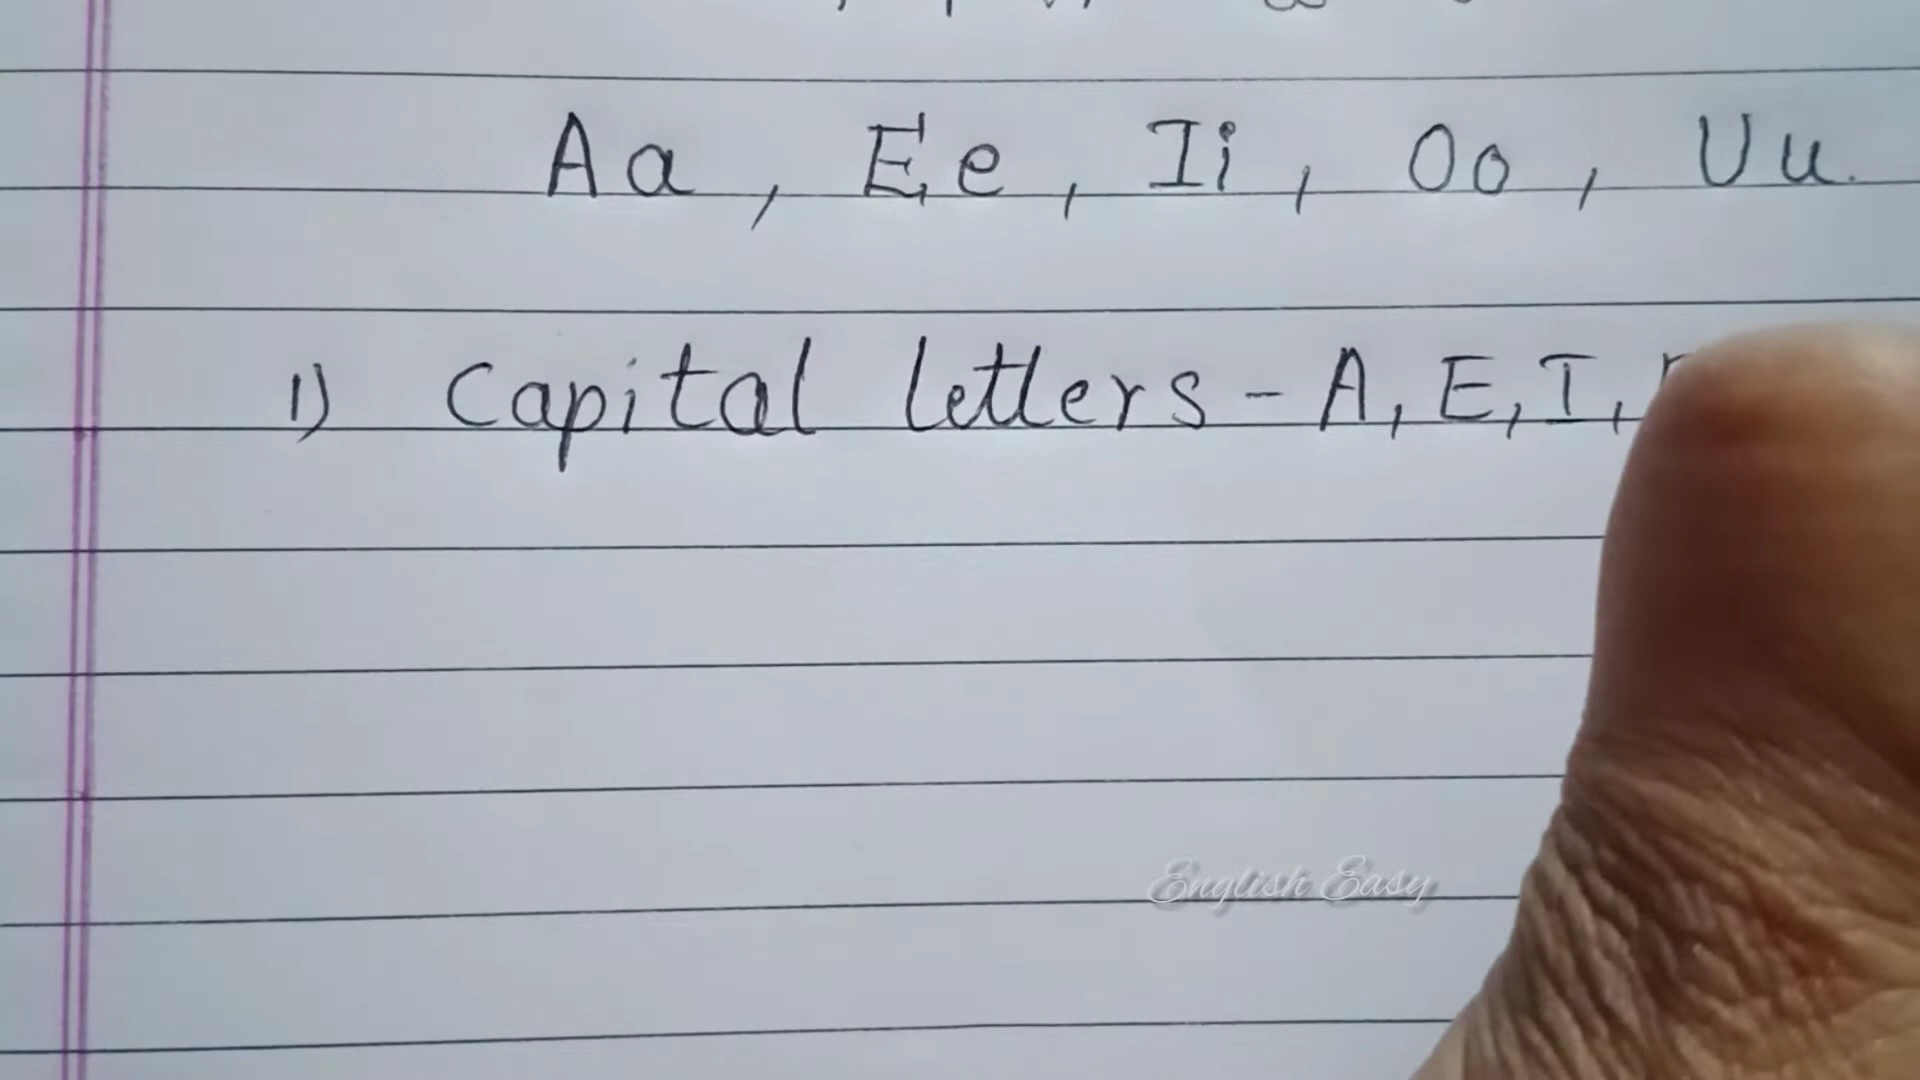 Aa, Ee, Ii, Oo, Uu.
1) Capital letters - A, E, I,
English Easy